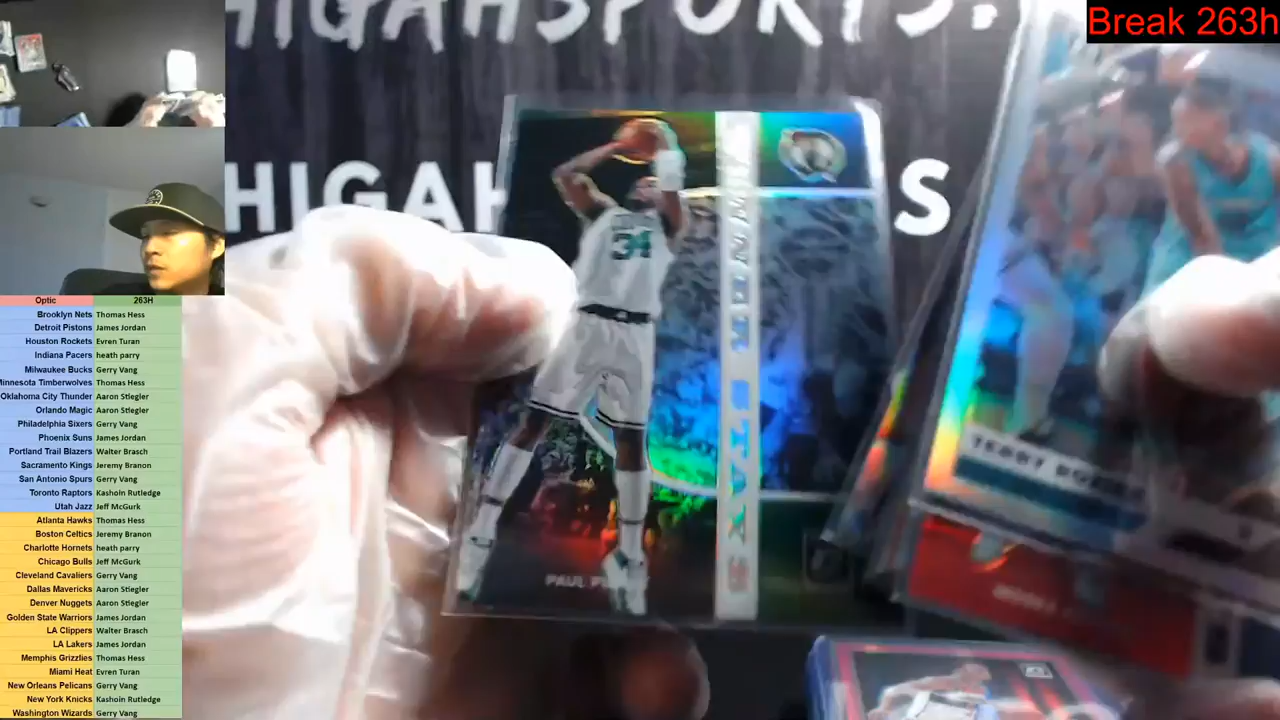 HIGAHSPORTS.
Break 263h
HIGAH
S
34
PAUL P
TERRY ROZIER
Optic 263H
Brooklyn Nets Thomas Hess
Detroit Pistons James Jordan
Houston Rockets Evren Turan
Indiana Pacers heath parry
Milwaukee Bucks Gerry Vang
Minnesota Timberwolves Thomas Hess
Oklahoma City Thunder Aaron Stiegler
Orlando Magic Aaron Stiegler
Philadelphia Sixers Gerry Vang
Phoenix Suns James Jordan
Portland Trail Blazers Walter Brasch
Sacramento Kings Jeremy Branon
San Antonio Spurs Gerry Vang
Toronto Raptors Kashoin Rutledge
Utah Jazz Jeff McGurk
Atlanta Hawks Thomas Hess
Boston Celtics Jeremy Branon
Charlotte Hornets heath parry
Chicago Bulls Jeff McGurk
Cleveland Cavaliers Gerry Vang
Dallas Mavericks Aaron Stiegler
Denver Nuggets Aaron Stiegler
Golden State Warriors James Jordan
LA Clippers Walter Brasch
LA Lakers James Jordan
Memphis Grizzlies Thomas Hess
Miami Heat Evren Turan
New Orleans Pelicans Gerry Vang
New York Knicks Kashoin Rutledge
Washington Wizards Gerry Vang